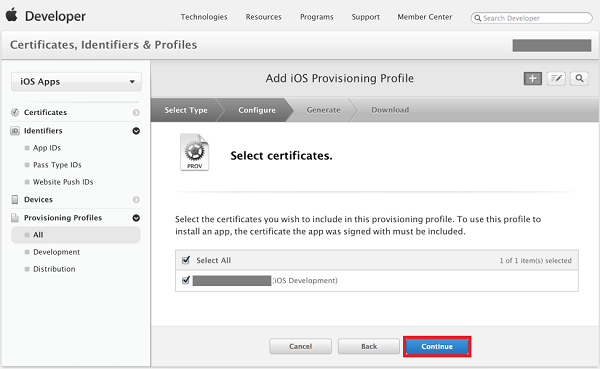 Developer
Technologies Resources Programs Support Member Center Search Developer
Certificates, Identifiers & Profiles
iOS Apps
Add iOS Provisioning Profile
Select Type Configure Generate Download
Certificates
Identifiers
App IDs
Pass Type IDs
Website Push IDs
Devices
Provisioning Profiles
All
Development
Distribution
PROV
Select certificates.
Select the certificates you wish to include in this provisioning profile. To use this profile to
install an app, the certificate the app was signed with must be included.
Select All 1 of 1 item(s) selected
(iOS Development)
Cancel Back Continue